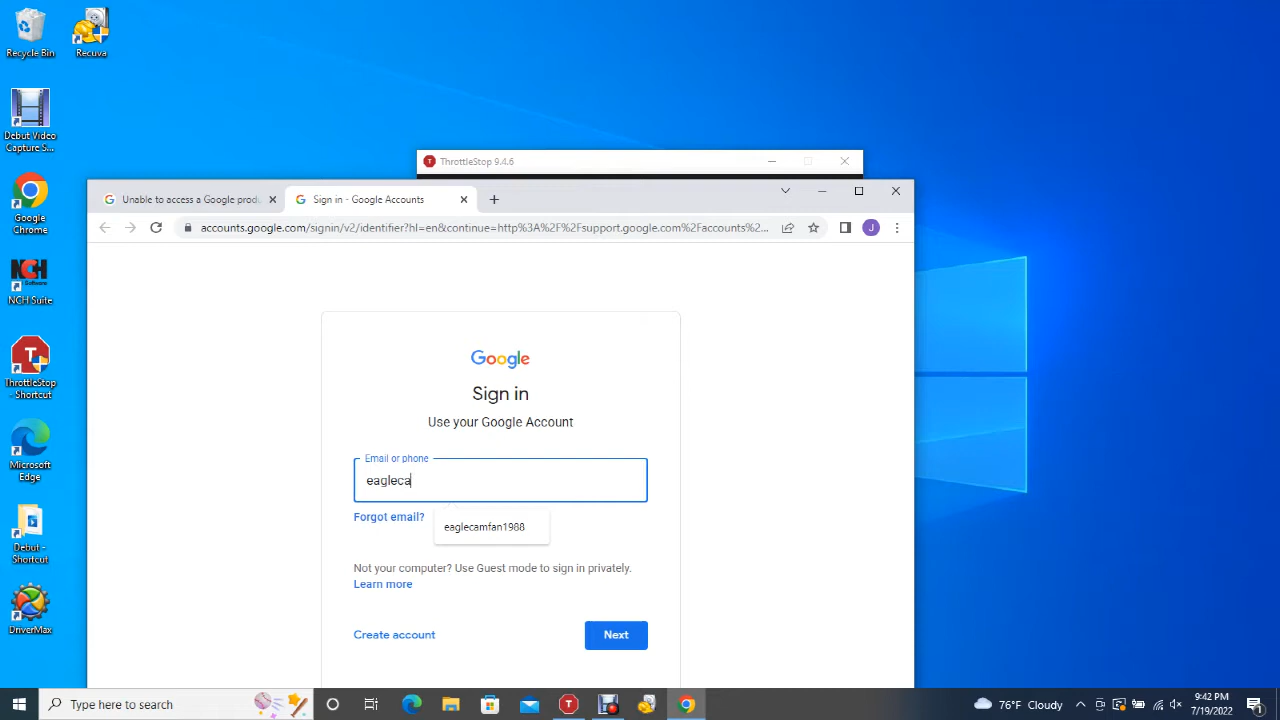 Recycle Bin
Recuva
Debut Video
Capture S...
Google
Chrome
NCH
Software
NCH Suite
T
ThrottleStop
- Shortcut
Microsoft
Edge
Debut -
Shortcut
DriverMax
T
ThrottleStop 9.4.6
Unable to access a Google produ
Sign in - Google Accounts
accounts.google.com/signin/v2/identifier?hl=en&continue=http%3A%2F%2Fsupport.google.com%2Faccounts%2...
J
Google
Sign in
Use your Google Account
Email or phone
eagleca
Forgot email?
eaglecamfan1988
Not your computer? Use Guest mode to sign in privately.
Learn more
Create account
Next
Type here to search
T
76°F Cloudy
9:42 PM
7/19/2022
1